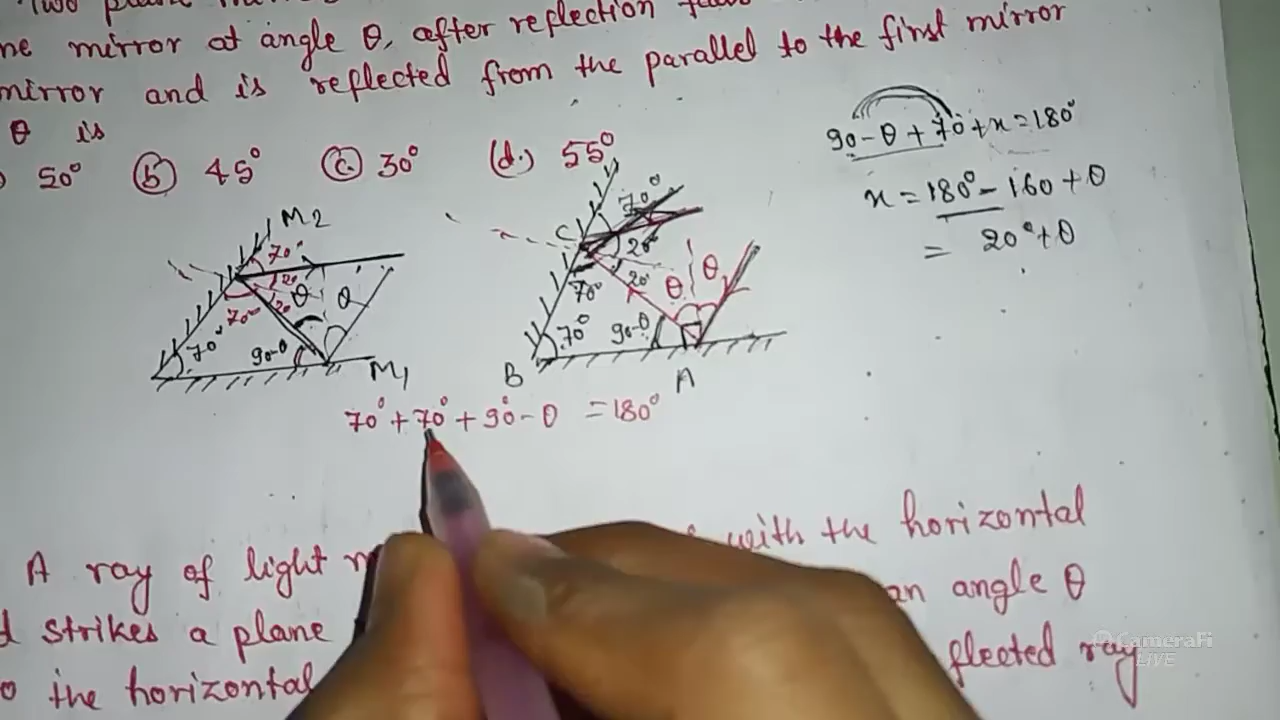 Two plane
mirror at angle θ, after reflection
mirror and is reflected from the parallel to the first mirror
θ is
50° (b) 45° (c) 30° (d.) 55°
90-θ+70+x=180°
x=180°-160+θ
= 20°+θ
M2
70°
20
20
70°
70°
θ
θ
90-θ
M1
C
70°
20°
20
70°
70°
θ
θ
90-θ
B
A
70°+70°+90°-θ =180°
A ray of light with the horizontal
strikes a plane an angle θ
the horizontal flected ray
CameraFi
LIVE